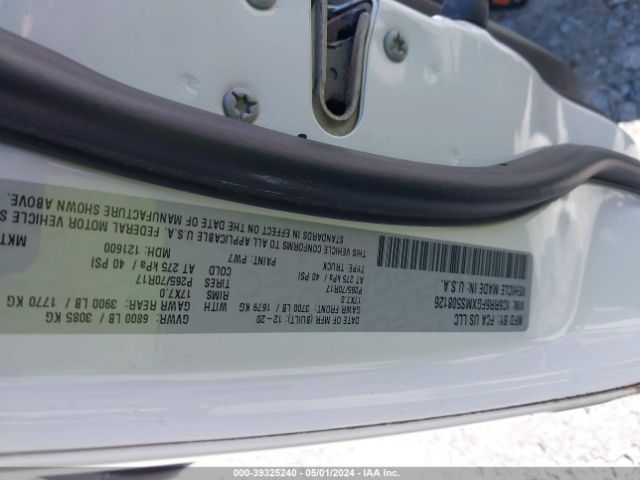 MFD BY: FCA US LLC
DATE OF MFR (BUILT): 12-20
GVWR:
6800 LB / 3085 KG
GAWR FRONT: 3700 LB / 1679 KG
WITH
GAWR REAR: 3900 LB / 1770 KG
17X7.0
RIMS
17X7.0
P265/70R17
TIRES
P265/70R17
AT 275 kPa / 40 PSI
COLD
AT 275 kPa / 40 PSI
VIN: 1C6RR6FGXMS508126
TYPE: TRUCK
PAINT: PW7
MDH: 121600
VEHICLE MADE IN: U.S.A.
THIS VEHICLE CONFORMS TO ALL APPLICABLE U.S.A. FEDERAL MOTOR VEHICLE S
STANDARDS IN EFFECT ON THE DATE OF MANUFACTURE SHOWN ABOVE.
MKT
000-39325240 - 05/01/2024 - IAA Inc.